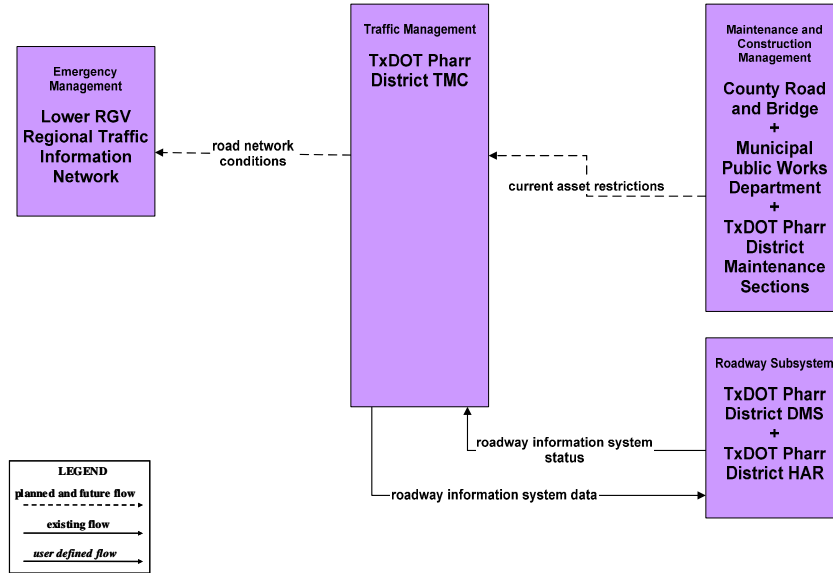 Emergency
Management
Lower RGV
Regional Traffic
Information
Network
road network
conditions
Traffic Management
TxDOT Pharr
District TMC
current asset restrictions
Maintenance and
Construction
Management
County Road
and Bridge
+
Municipal
Public Works
Department
+
TxDOT Pharr
District
Maintenance
Sections
Roadway Subsystem
TxDOT Pharr
District DMS
+
TxDOT Pharr
District HAR
roadway information system
status
roadway information system data
LEGEND
planned and future flow
existing flow
user defined flow